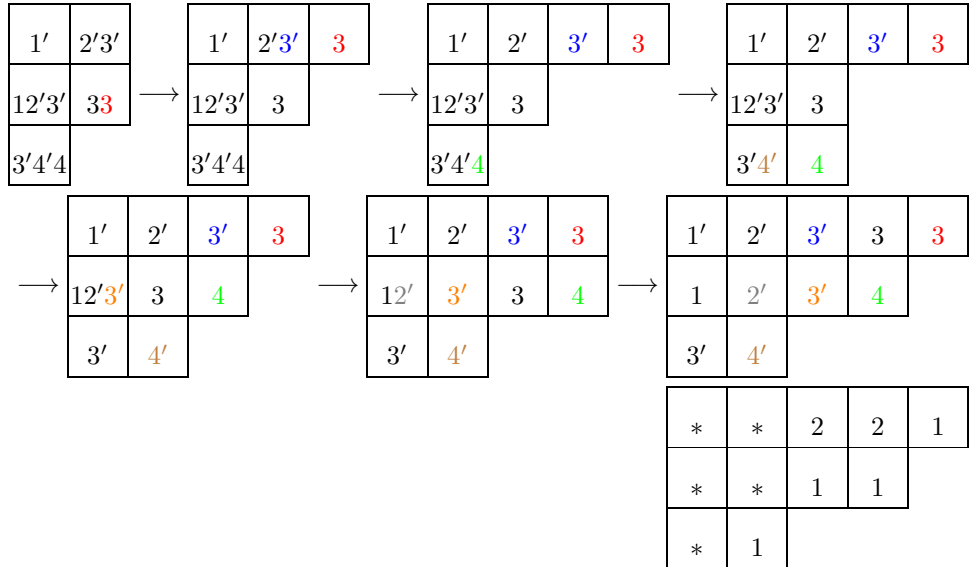 1′ 2′3′ 1′ 2′3′ 3 1′ 2′ 3′ 3 1′ 2′ 3′ 3
12′3′ 33 ⟶ 12′3′ 3 ⟶ 12′3′ 3 ⟶ 12′3′ 3
3′4′4 3′4′4 3′4′4 3′4′ 4
1′ 2′ 3′ 3 1′ 2′ 3′ 3 1′ 2′ 3′ 3 3
⟶ 12′3′ 3 4 ⟶ 12′ 3′ 3 4 ⟶ 1 2′ 3′ 4
3′ 4′ 3′ 4′ 3′ 4′
∗ ∗ 2 2 1
∗ ∗ 1 1
∗ 1